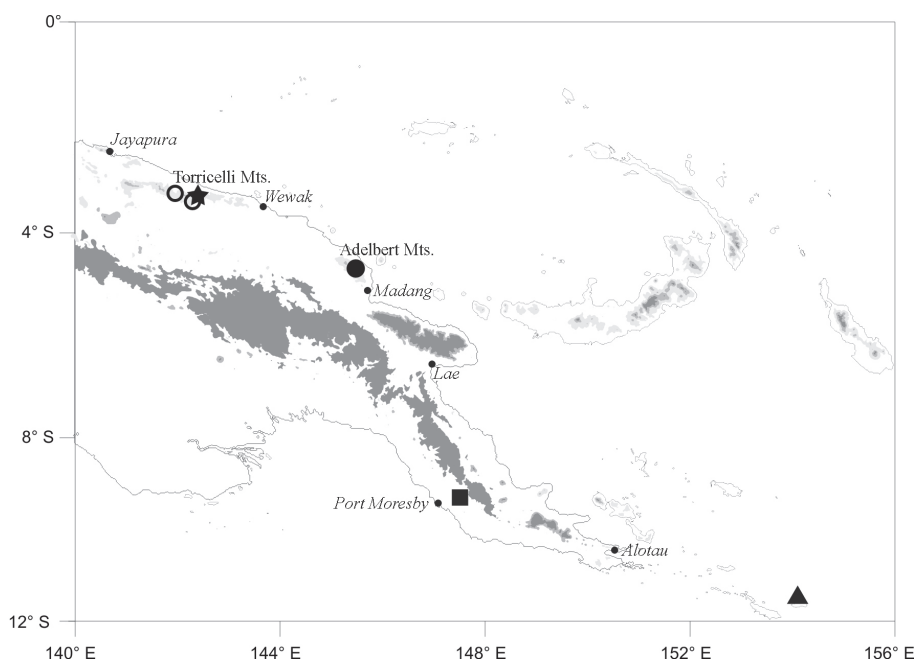 0°
Jayapura
Torricelli Mts.
Wewak
4° S
Adelbert Mts.
Madang
Lae
8° S
Port Moresby
Alotau
12° S
140° E
144° E
148° E
152° E
156° E